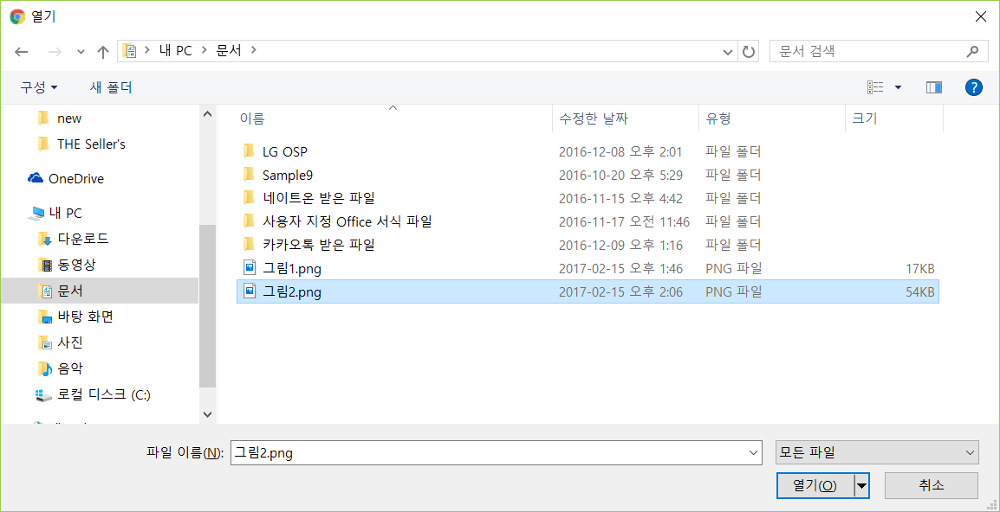 열기
내 PC
문서
문서 검색
구성
새 폴더
?
new
THE Seller's
OneDrive
내 PC
다운로드
동영상
문서
바탕 화면
사진
음악
로컬 디스크 (C:)
이름 수정한 날짜 유형 크기
LG OSP 2016-12-08 오후 2:01 파일 폴더
Sample9 2016-10-20 오후 5:29 파일 폴더
네이트온 받은 파일 2016-11-15 오후 4:42 파일 폴더
사용자 지정 Office 서식 파일 2016-11-17 오전 11:46 파일 폴더
카카오톡 받은 파일 2016-12-09 오후 1:16 파일 폴더
그림1.png 2017-02-15 오후 1:46 PNG 파일 17KB
그림2.png 2017-02-15 오후 2:06 PNG 파일 54KB
파일 이름(N): 그림2.png 모든 파일
열기(O) 취소